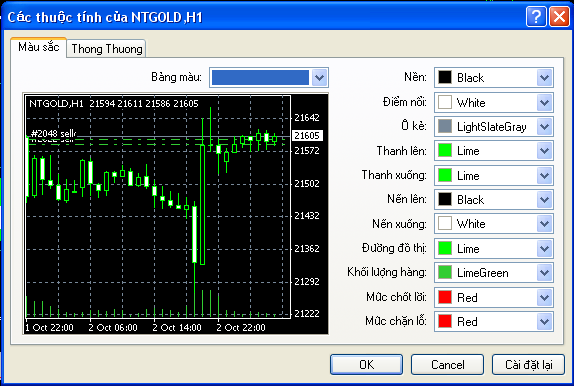 Các thuộc tính của NTGOLD,H1
Màu sắc
Thong Thuong
Bảng màu:
NTGOLD,H1 21594 21611 21586 21605
#2048 sell
21642
21605
21572
21502
21432
21362
21292
21222
1 Oct 22:00
2 Oct 06:00
2 Oct 14:00
2 Oct 22:00
Nền: Black
Điểm nổi: White
Ô kẻ: LightSlateGray
Thanh lên: Lime
Thanh xuống: Lime
Nến lên: Black
Nến xuống: White
Đường đồ thị: Lime
Khối lượng hàng: LimeGreen
Mức chốt lời: Red
Mức chặn lỗ: Red
OK
Cancel
Cài đặt lại